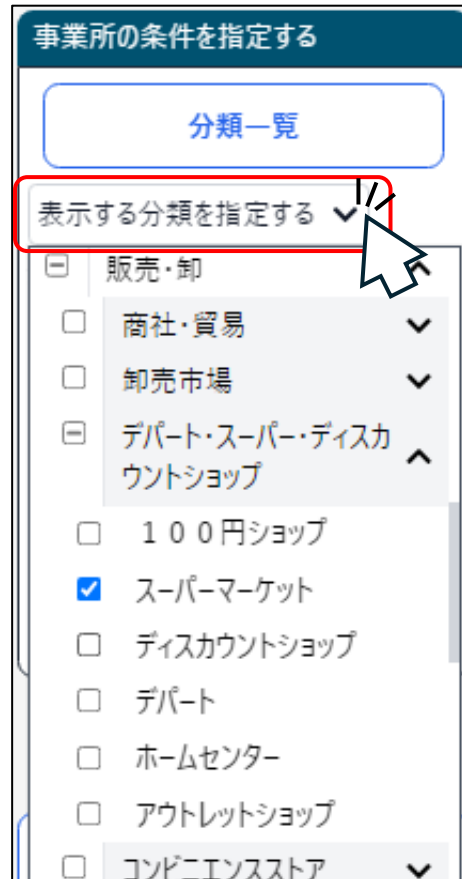 事業所の条件を指定する
分類一覧
表示する分類を指定する
販売・卸
商社・貿易
卸売市場
デパート・スーパー・ディスカ
ウントショップ
１００円ショップ
スーパーマーケット
ディスカウントショップ
デパート
ホームセンター
アウトレットショップ
コンビニエンスストア